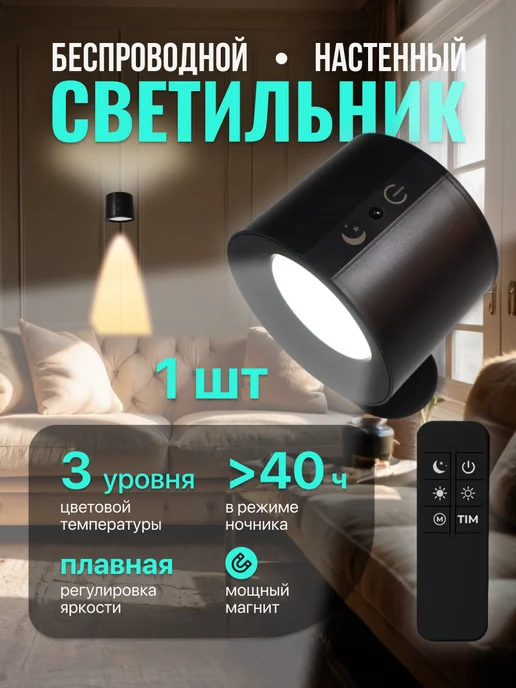 БЕСПРОВОДНОЙ • НАСТЕННЫЙ
СВЕТИЛЬНИК
1 шт
3 уровня
цветовой
температуры
>40 ч
в режиме
ночника
плавная
регулировка
яркости
мощный
магнит
M TIM